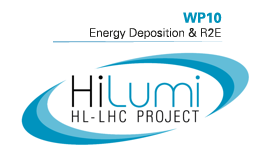 WP10
Energy Deposition & R2E
HiLumi
HL-LHC PROJECT